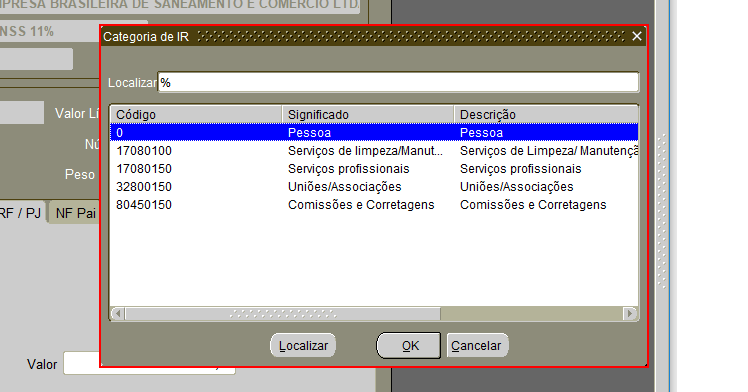 MPRESA BRASILEIRA DE SANEAMENTO E COMERCIO LTD.
NSS 11%
Categoria de IR
Localizar %
Valor Lí
Nú
Peso
RF / PJ NF Pai
Código Significado Descrição
0 Pessoa Pessoa
17080100 Serviços de limpeza/Manut... Serviços de Limpeza/ Manutençã
17080150 Serviços profissionais Serviços profissionais
32800150 Uniões/Associações Uniões/Associações
80450150 Comissões e Corretagens Comissões e Corretagens
Localizar OK Cancelar
Valor